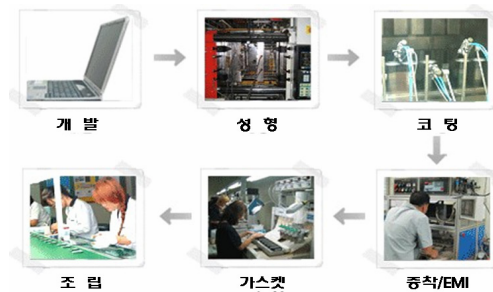 개 발
성 형
코 팅
증착/EMI
가스켓
조 립